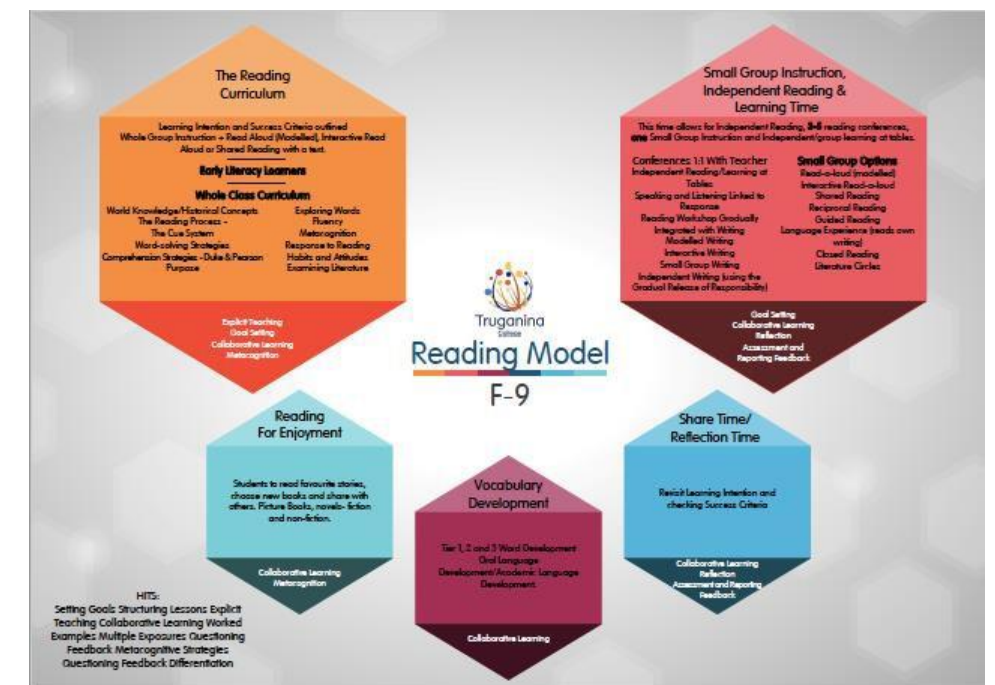 The Reading
Curriculum
Learning Intention and Success Criteria outlined
Whole Group Instruction + Read Aloud (Modelled), Interactive Read
Aloud or Shared Reading with a text.
Early Literacy Learners
Whole Class Curriculum
World Knowledge/Historical Concepts
The Reading Process -
The Cue System
Word-solving Strategies
Comprehension Strategies - Duke & Pearson
Purpose
Exploring Words
Fluency
Metacognition
Response to Reading
Habits and Attitudes
Examining Literature
Explicit Teaching
Goal Setting
Collaborative Learning
Metacognition
Small Group Instruction,
Independent Reading &
Learning Time
This time allows for Independent Reading, 3-5 reading conferences,
one Small Group Instruction and Independent/group learning at tables.
Conferences 1:1 With Teacher
Independent Reading/Learning at
Tables
Speaking and Listening Linked to
Response
Reading Workshop Gradually
Integrated with Writing
Modelled Writing
Interactive Writing
Small Group Writing
Independent Writing (using the
Gradual Release of Responsibility)
Small Group Options
Read-a-loud (modelled)
Interactive Read-a-loud
Shared Reading
Reciprocal Reading
Guided Reading
Language Experience (reads own
writing)
Closed Reading
Literature Circles
Goal Setting
Collaborative Learning
Reflection
Assessment and
Reporting Feedback
Truganina
College
Reading Model
F-9
Reading
For Enjoyment
Students to read favourite stories,
choose new books and share with
others. Picture Books, novels- fiction
and non-fiction.
Collaborative Learning
Metacognition
Vocabulary
Development
Tier 1, 2 and 3 Word Development
Oral Language
Development/Academic Language
Development.
Collaborative Learning
Share Time/
Reflection Time
Revisit Learning Intention and
checking Success Criteria
Collaborative Learning
Reflection
Assessment and Reporting
Feedback
HITS:
Setting Goals Structuring Lessons Explicit
Teaching Collaborative Learning Worked
Examples Multiple Exposures Questioning
Feedback Metacognitive Strategies
Questioning Feedback Differentiation